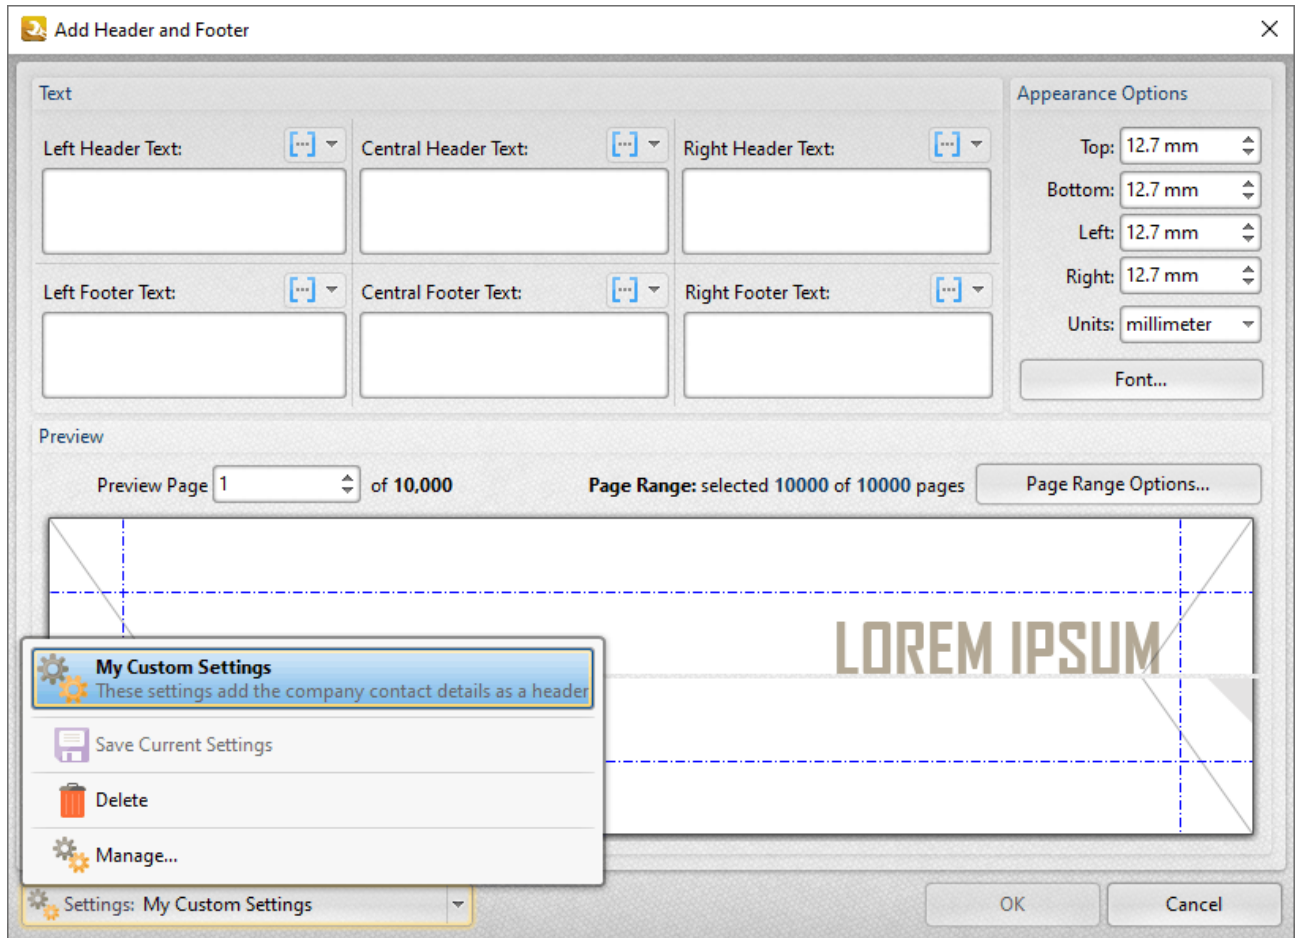 Add Header and Footer
Text
Appearance Options
Left Header Text:
Central Header Text:
Right Header Text:
Top: 12.7 mm
Bottom: 12.7 mm
Left: 12.7 mm
Right: 12.7 mm
Left Footer Text:
Central Footer Text:
Right Footer Text:
Units: millimeter
Font...
Preview
Preview Page 1 of 10,000
Page Range: selected 10000 of 10000 pages
Page Range Options...
LOREM IPSUM
My Custom Settings
These settings add the company contact details as a header
Save Current Settings
Delete
Manage...
Settings: My Custom Settings
OK
Cancel